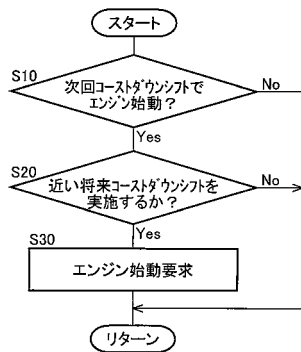 スタート
S10
次回コーストダウンシフトで
エンジン始動？
No
Yes
S20
近い将来コーストダウンシフトを
実施するか？
No
Yes
S30
エンジン始動要求
リターン